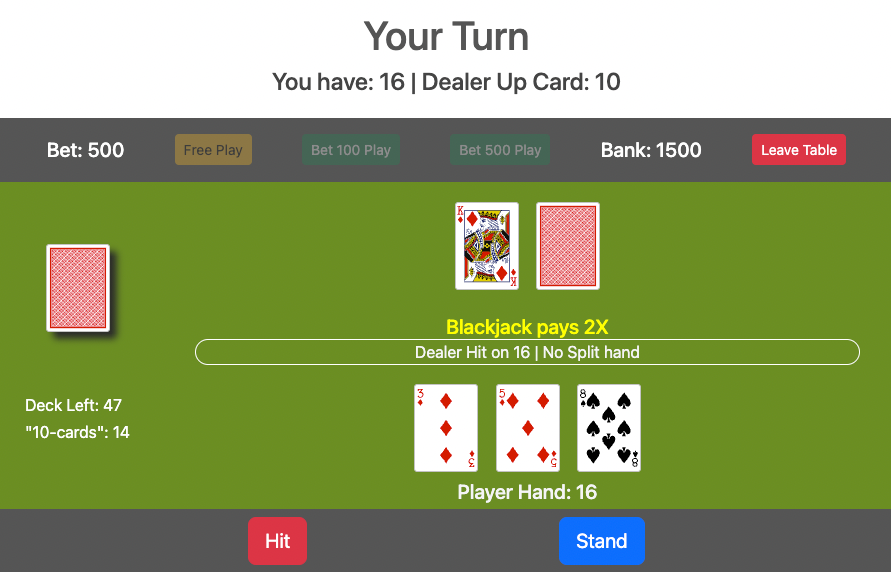 Your Turn
You have: 16 | Dealer Up Card: 10
Bet: 500 Free Play Bet 100 Play Bet 500 Play Bank: 1500 Leave Table
K K
Blackjack pays 2X
Dealer Hit on 16 | No Split hand
Deck Left: 47
"10-cards": 14
3 3 5 5 8 8
Player Hand: 16
Hit Stand